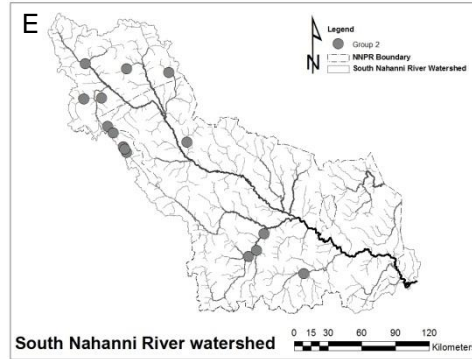 E
Legend
N
Group 2
NNPR Boundary
South Nahanni River Watershed
South Nahanni River watershed
0 15 30 60 90 120
Kilometers